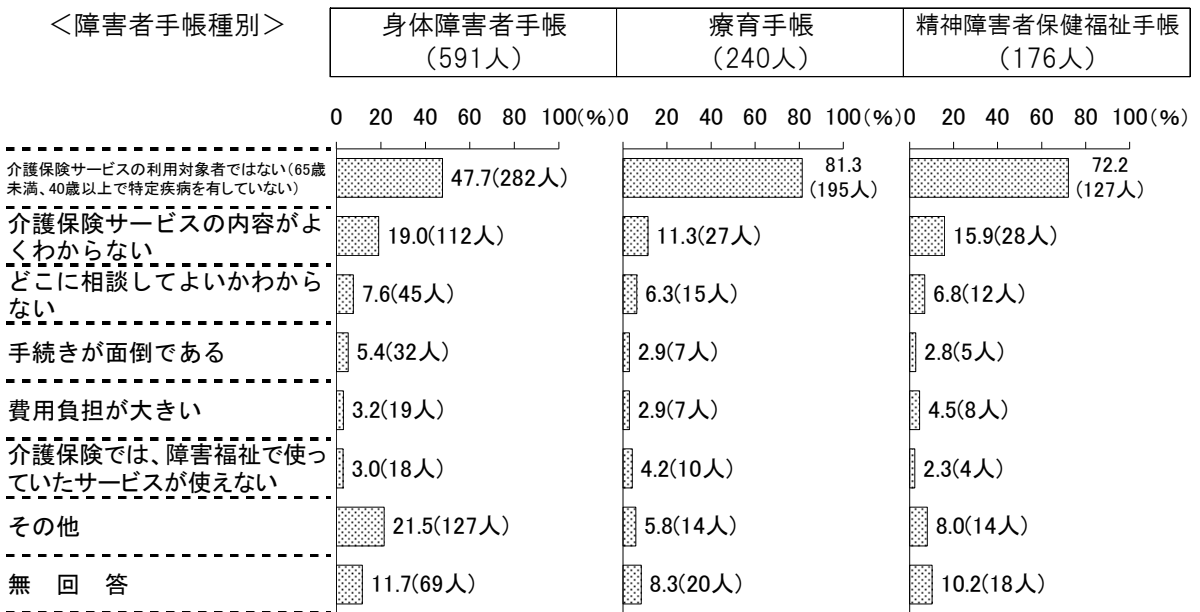 ＜障害者手帳種別＞
身体障害者手帳
（591人）
療育手帳
（240人）
精神障害者保健福祉手帳
（176人）
0 20 40 60 80 100(%)
0 20 40 60 80 100(%)
0 20 40 60 80 100(%)
介護保険サービスの利用対象者ではない（65歳
未満、40歳以上で特定疾病を有していない）
47.7(282人)
81.3
(195人)
72.2
(127人)
介護保険サービスの内容がよ
くわからない
19.0(112人)
11.3(27人)
15.9(28人)
どこに相談してよいかわから
ない
7.6(45人)
6.3(15人)
6.8(12人)
手続きが面倒である
5.4(32人)
2.9(7人)
2.8(5人)
費用負担が大きい
3.2(19人)
2.9(7人)
4.5(8人)
介護保険では、障害福祉で使っ
ていたサービスが使えない
3.0(18人)
4.2(10人)
2.3(4人)
その他
21.5(127人)
5.8(14人)
8.0(14人)
無　回　答
11.7(69人)
8.3(20人)
10.2(18人)